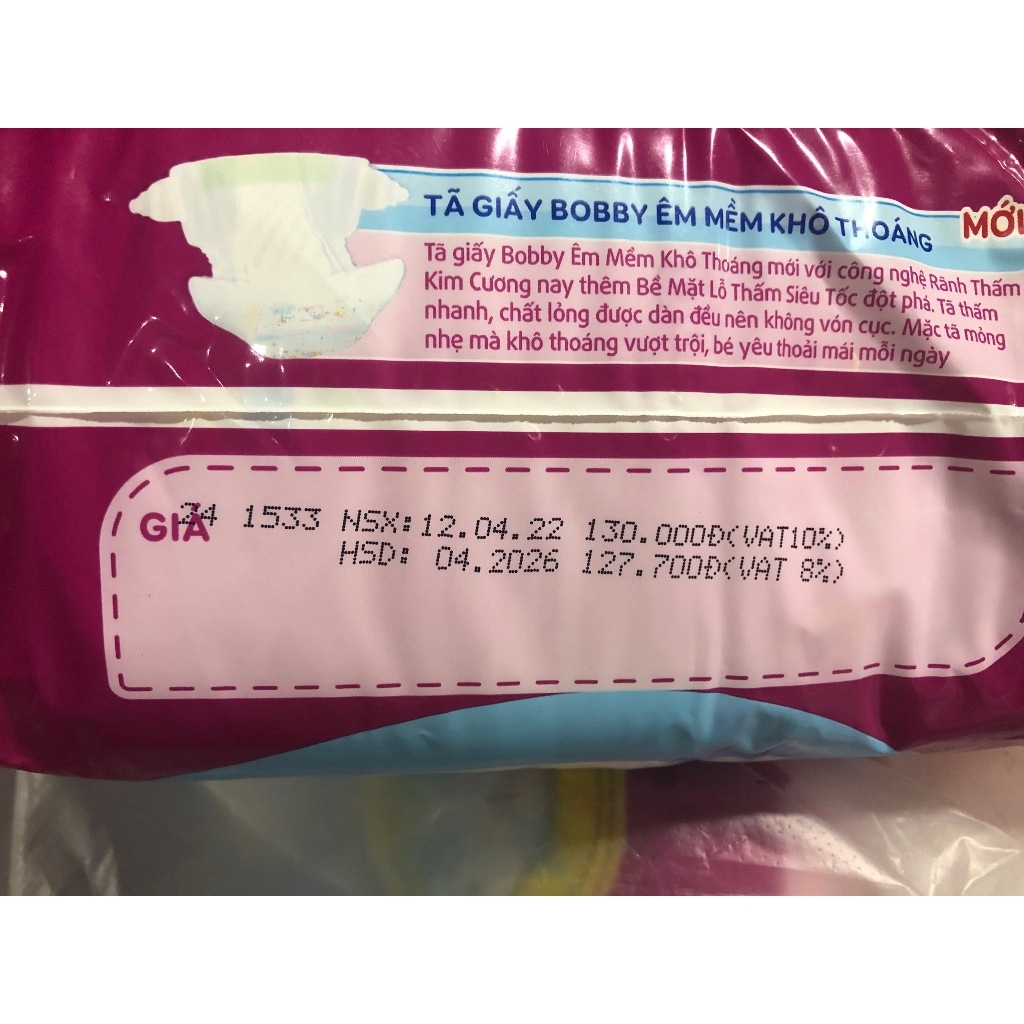 TÃ GIẤY BOBBY ÊM MỀM KHÔ THOÁNG MỚI
Tã giấy Bobby Êm Mềm Khô Thoáng mới với công nghệ Rãnh Thấm
Kim Cương nay thêm Bề Mặt Lỗ Thấm Siêu Tốc đột phá. Tã thấm
nhanh, chất lỏng được dàn đều nên không vón cục. Mặc tã mỏng
nhẹ mà khô thoáng vượt trội, bé yêu thoải mái mỗi ngày
GIÁ 24 1533 NSX:12.04.22 130.000Đ(VAT10%)
HSD: 04.2026 127.700Đ(VAT 8%)